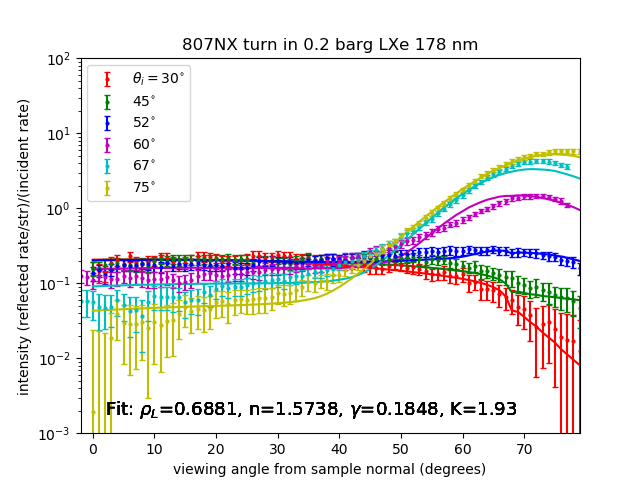 807NX turn in 0.2 barg LXe 178 nm
intensity (reflected rate/str)/(incident rate)
10²
10¹
10⁰
10⁻¹
10⁻²
10⁻³
θᵢ = 30°
45°
52°
60°
67°
75°
Fit: ρ_L=0.6881, n=1.5738, γ=0.1848, K=1.93
0 10 20 30 40 50 60 70
viewing angle from sample normal (degrees)